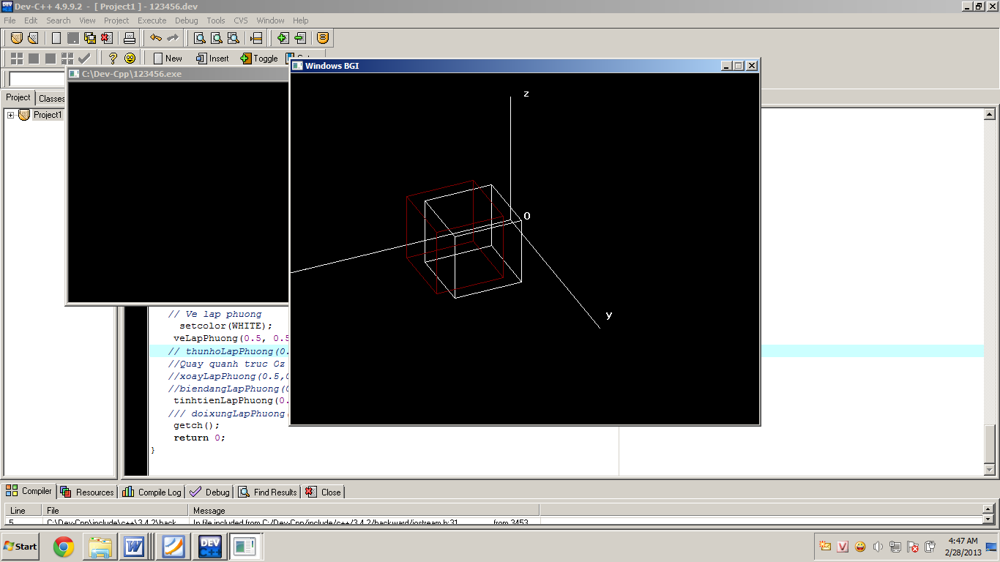 Dev-C++ 4.9.9.2 - [ Project1 ] - 123456.dev
File Edit Search View Project Execute Debug Tools CVS Window Help
New Insert Toggle
C:\Dev-Cpp\123456.exe
Windows BGI
Project Classes
Project1
z
0
y
// Ve lap phuong
setcolor(WHITE);
veLapPhuong(0.5, 0.5
// thunhoLapPhuong(0.
//Quay quanh truc Oz
//xoayLapPhuong(0.5,0
//biendangLapPhuong(0
tinhtienLapPhuong(0.
/// doixungLapPhuong(
getch();
return 0;
}
Compiler Resources Compile Log Debug Find Results Close
Line File Message
5 C:\Dev-Cpp\include\c++\3.4.2\back In file included from C:/Dev-Cpp/include/c++/3.4.2/backward/iostream.h:31, from 3453
Start
DEV C++
V
4:47 AM
2/28/2013